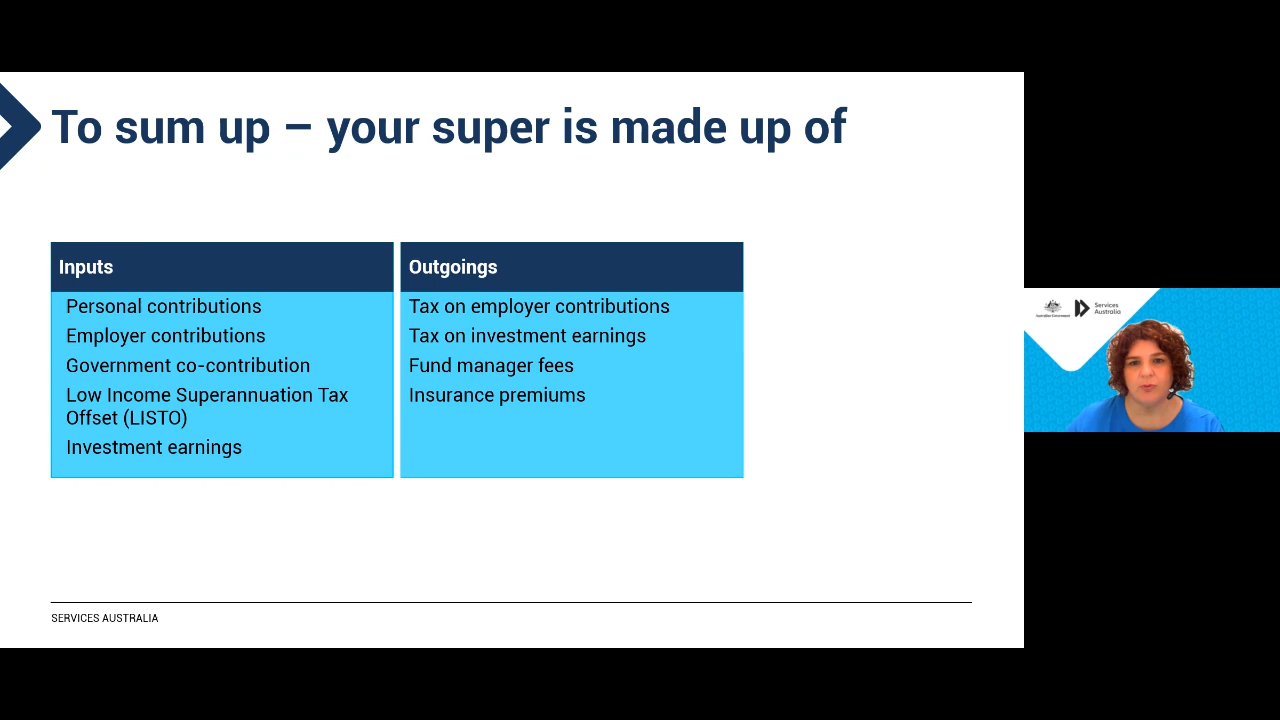 To sum up – your super is made up of
Inputs
Personal contributions
Employer contributions
Government co-contribution
Low Income Superannuation Tax
Offset (LISTO)
Investment earnings
Outgoings
Tax on employer contributions
Tax on investment earnings
Fund manager fees
Insurance premiums
SERVICES AUSTRALIA
Australian Government
Services
Australia